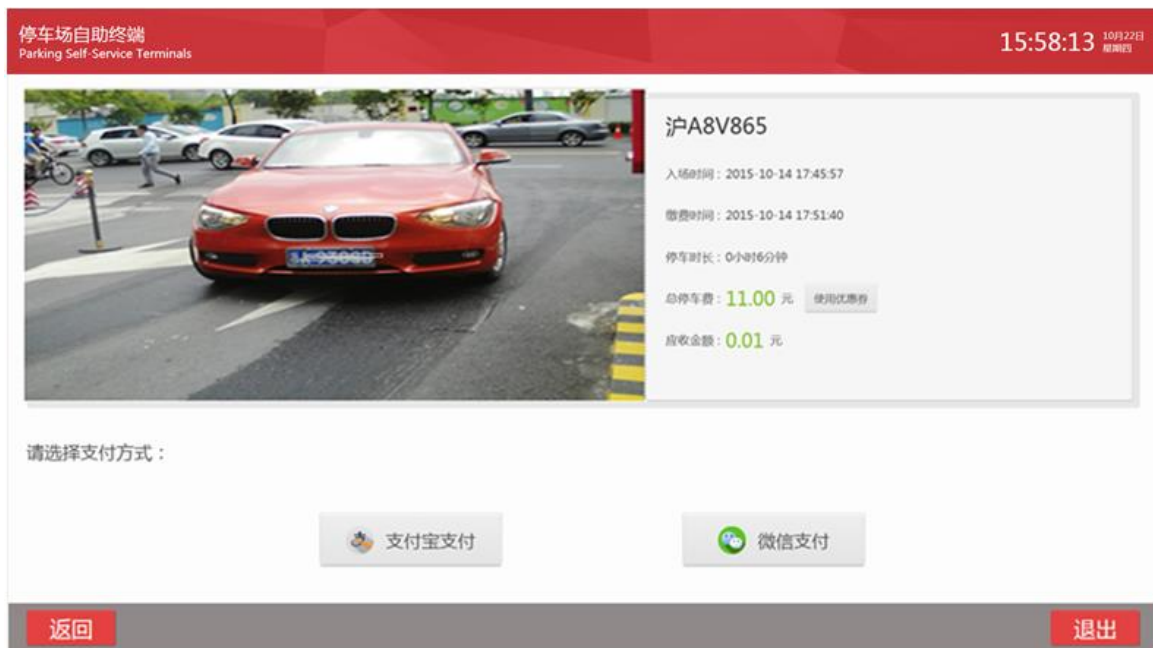 停车场自助终端
Parking Self-Service Terminals
15:58:13 10月22日
星期四
沪A8V865
入场时间：2015-10-14 17:45:57
缴费时间：2015-10-14 17:51:40
停车时长：0小时6分钟
总停车费：11.00 元 使用优惠券
应收金额：0.01 元
请选择支付方式：
支付宝支付
微信支付
返回
退出